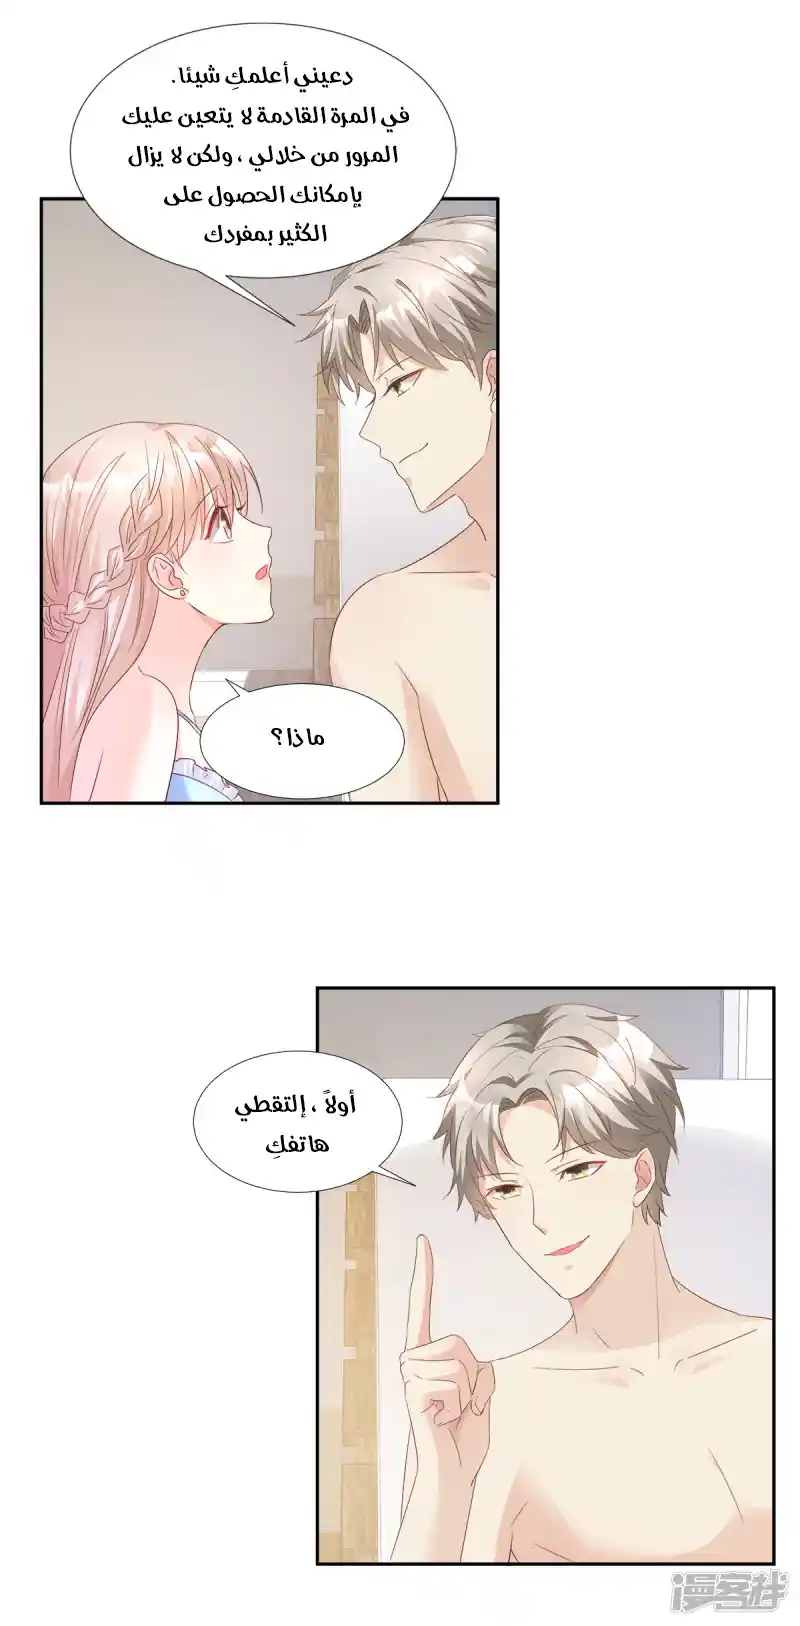 دعيني أعلمكِ شيئا.
في المرة القادمة لا يتعين عليك
المرور من خلالي ، ولكن لا يزال
بإمكانك الحصول على
الكثير بمفردك
ماذا؟
أولاً ، إلتقطي
هاتفكِ
漫客栈